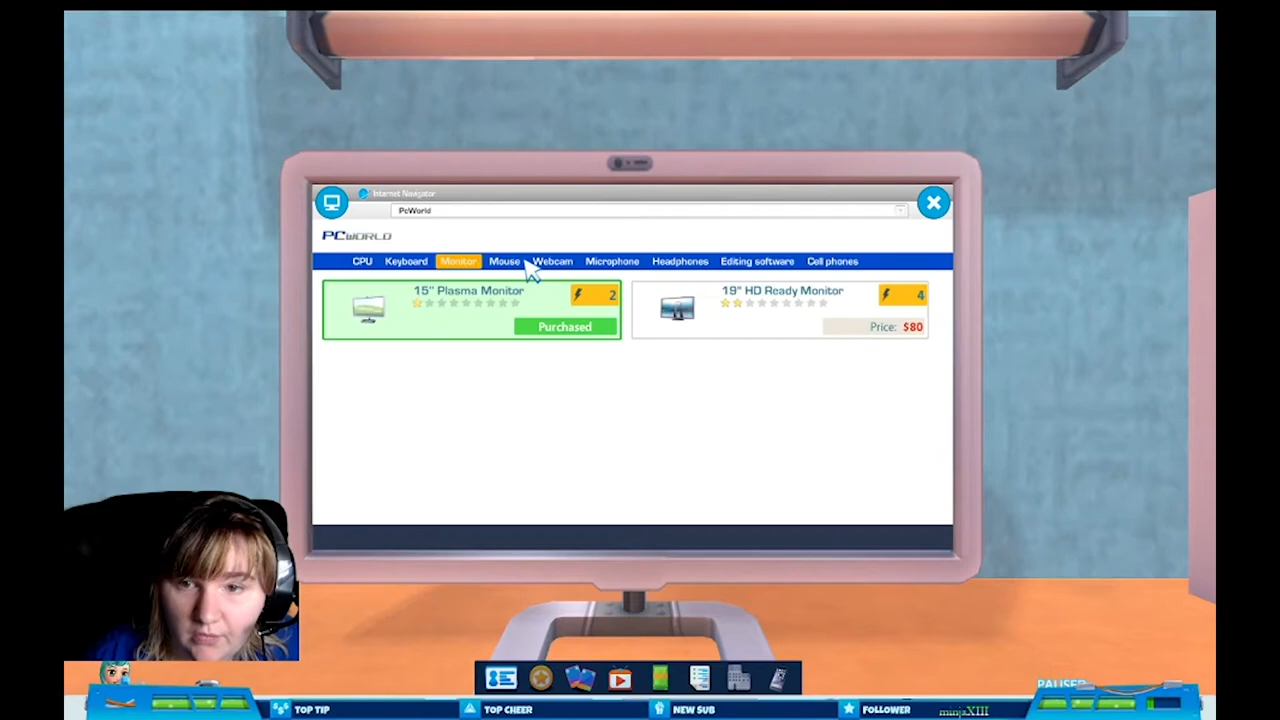 Internet Navigator
PcWorld
PCWORLD
CPU Keyboard Monitor Mouse Webcam Microphone Headphones Editing software Cell phones
15" Plasma Monitor 2
Purchased
19" HD Ready Monitor 4
Price: $80
PAUSED
TOP TIP TOP CHEER NEW SUB FOLLOWER minjaXIII